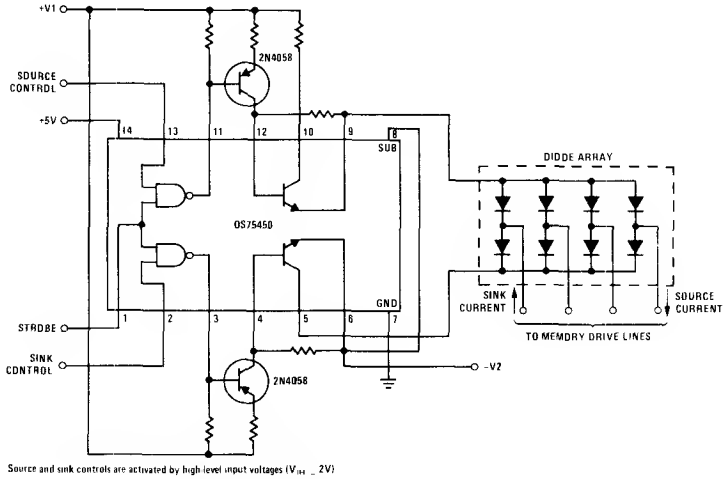 +V1
2N4058
SOURCE
CONTROL
+5V
14 13 11 12 10 9 8
SUB
DIODE ARRAY
DS75450
GND
1 2 3 4 5 6 7
STROBE
SINK
CONTROL
2N4058
-V2
SINK
CURRENT
SOURCE
CURRENT
TO MEMORY DRIVE LINES
Source and sink controls are activated by high-level input voltages (VIH _ 2V)